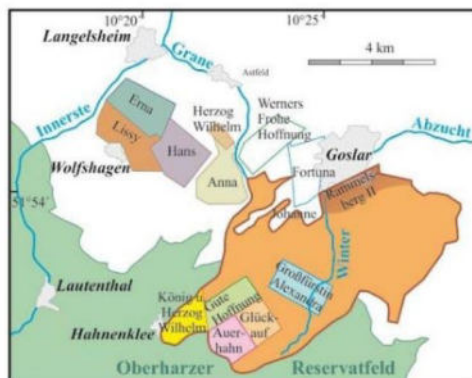 10°20
10°25
Langelsheim
Grane
Astfeld
4 km
Innerste
Erna
Lissy
Hans
Herzog
Wilhelm
Werners
Frohe
Hoffnung
Abzucht
Goslar
Wolfshagen
Anna
Fortuna
Rammels
berg II
51°54'
Johanne
Winter
Lautenthal
Großfürstin
Alexandra
König u.
Herzog
Wilhelm
Gute
Hoffnung
Glück-
auf
Auer-
hahn
Hahnenklee
Oberharzer Reservatfeld